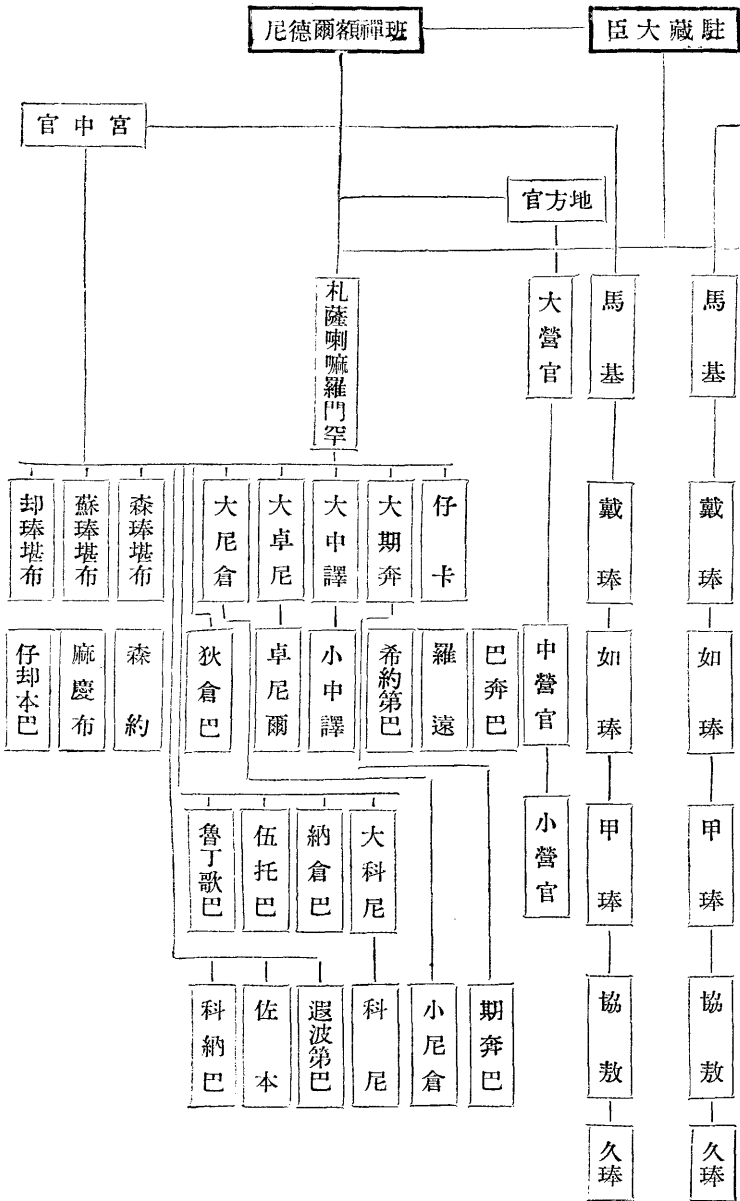 駐藏大臣
班禪額爾德尼
宮中官
地方官
馬基
馬基
大營官
札薩喇嘛羅門罕
戴琫
戴琫
仔卡
大期奔
大中譯
大卓尼
大尼倉
森琫堪布
蘇琫堪布
却琫堪布
如琫
如琫
中營官
巴奔巴
羅遠
希約第巴
小中譯
卓尼爾
狄倉巴
森約
麻慶布
仔却本巴
甲琫
甲琫
小營官
大科尼
納倉巴
伍托巴
魯丁歌巴
協敖
協敖
期奔巴
小尼倉
科尼
遐波第巴
佐本
科納巴
久琫
久琫